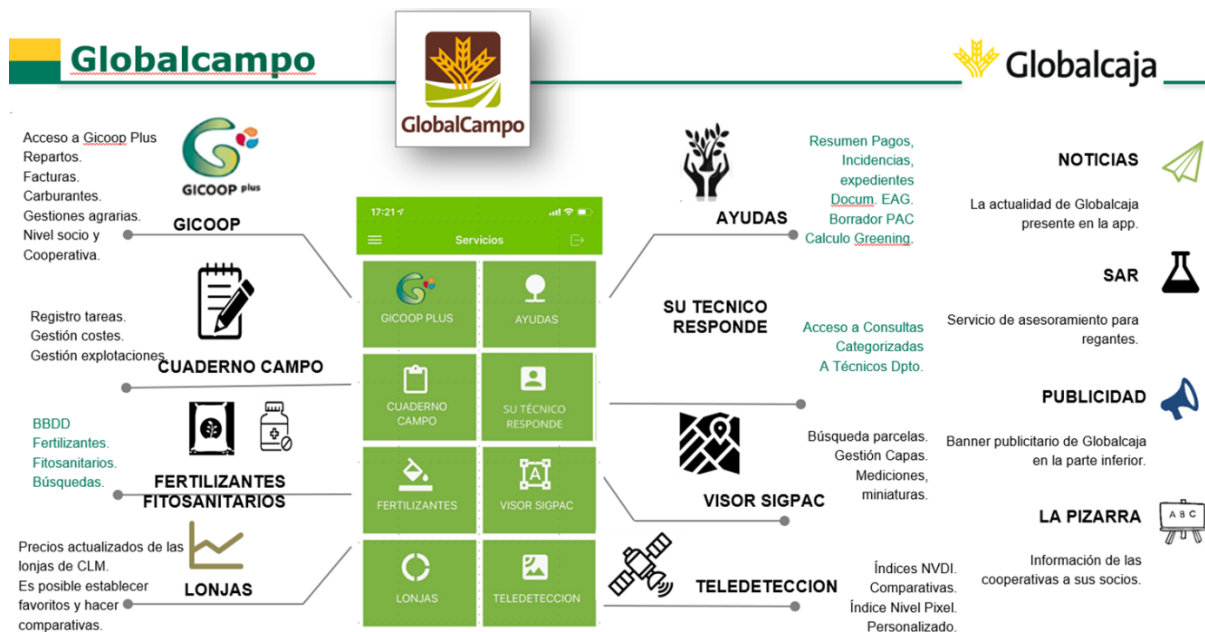 Globalcampo
GlobalCampo
Globalcaja
Acceso a Gicoop Plus
Repartos.
Facturas.
Carburantes.
Gestiones agrarias.
Nivel socio y
Cooperativa.
GICOOP plus
GICOOP
Registro tareas.
Gestión costes.
Gestión explotaciones
CUADERNO CAMPO
BBDD
Fertilizantes.
Fitosanitarios.
Búsquedas.
FERTILIZANTES
FITOSANITARIOS
Precios actualizados de las
lonjas de CLM.
Es posible establecer
favoritos y hacer
comparativas.
LONJAS
17:21
Servicios
GICOOP PLUS
AYUDAS
CUADERNO
CAMPO
SU TÉCNICO
RESPONDE
FERTILIZANTES
A
VISOR SIGPAC
LONJAS
TELEDETECCION
AYUDAS
Resumen Pagos,
Incidencias,
expedientes
Docum. EAG.
Borrador PAC
Calculo Greening.
SU TECNICO
RESPONDE
Acceso a Consultas
Categorizadas
A Técnicos Dpto.
VISOR SIGPAC
Búsqueda parcelas.
Gestión Capas.
Mediciones,
miniaturas.
TELEDETECCION
Índices NVDI.
Comparativas.
Índice Nivel Pixel.
Personalizado.
NOTICIAS
La actualidad de Globalcaja
presente en la app.
SAR
Servicio de asesoramiento para
regantes.
PUBLICIDAD
Banner publicitario de Globalcaja
en la parte inferior.
LA PIZARRA
A B C
Información de las
cooperativas a sus socios.